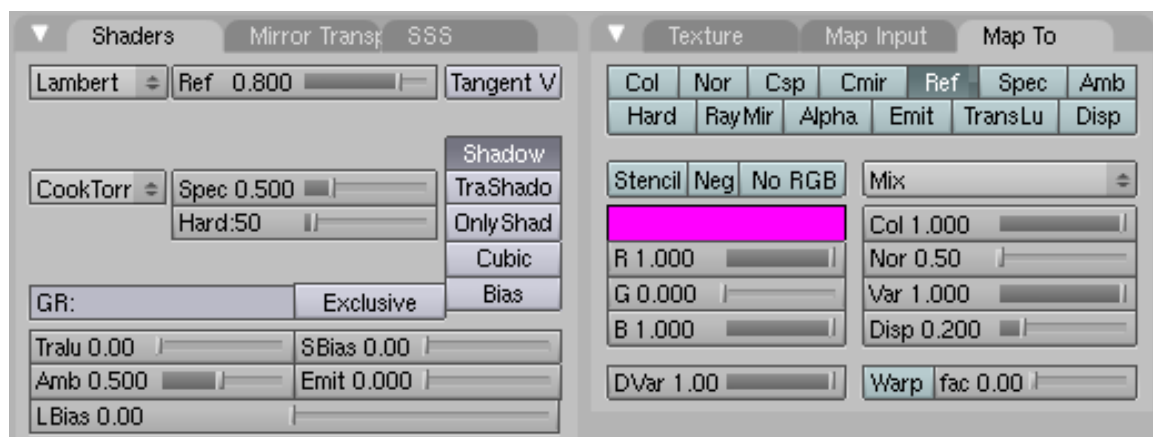 Shaders Mirror Transp SSS
Lambert Ref 0.800 Tangent V
Shadow
CookTorr Spec 0.500 TraShado
Hard:50 OnlyShad
Cubic
GR: Exclusive Bias
Tralu 0.00 SBias 0.00
Amb 0.500 Emit 0.000
LBias 0.00
Texture Map Input Map To
Col Nor Csp Cmir Ref Spec Amb
Hard RayMir Alpha Emit TransLu Disp
Stencil Neg No RGB Mix
Col 1.000
R 1.000 Nor 0.50
G 0.000 Var 1.000
B 1.000 Disp 0.200
DVar 1.00 Warp fac 0.00